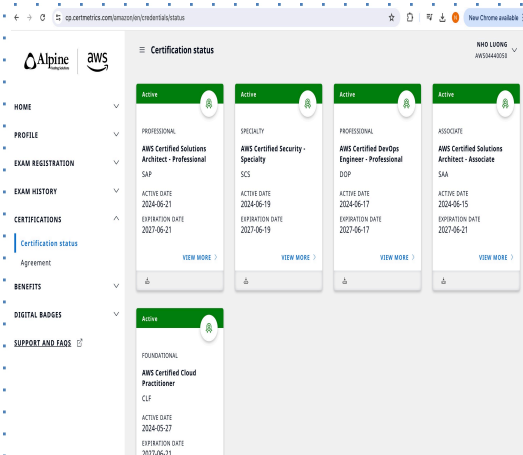 cp.certmetrics.com/amazon/en/credentials/status
New Chrome available
Alpine
Testing Solutions
aws
Certification status
NHO LUONG
AWS04440050
HOME
PROFILE
EXAM REGISTRATION
EXAM HISTORY
CERTIFICATIONS
Certification status
Agreement
BENEFITS
DIGITAL BADGES
SUPPORT AND FAQS
Active
PROFESSIONAL
AWS Certified Solutions
Architect - Professional
SAP
ACTIVE DATE
2024-06-21
EXPIRATION DATE
2027-06-21
VIEW MORE
Active
SPECIALTY
AWS Certified Security -
Specialty
SCS
ACTIVE DATE
2024-06-19
EXPIRATION DATE
2027-06-19
VIEW MORE
Active
PROFESSIONAL
AWS Certified DevOps
Engineer - Professional
DOP
ACTIVE DATE
2024-06-17
EXPIRATION DATE
2027-06-17
VIEW MORE
Active
ASSOCIATE
AWS Certified Solutions
Architect - Associate
SAA
ACTIVE DATE
2024-06-15
EXPIRATION DATE
2027-06-21
VIEW MORE
Active
FOUNDATIONAL
AWS Certified Cloud
Practitioner
CLF
ACTIVE DATE
2024-05-27
EXPIRATION DATE
2027-06-21